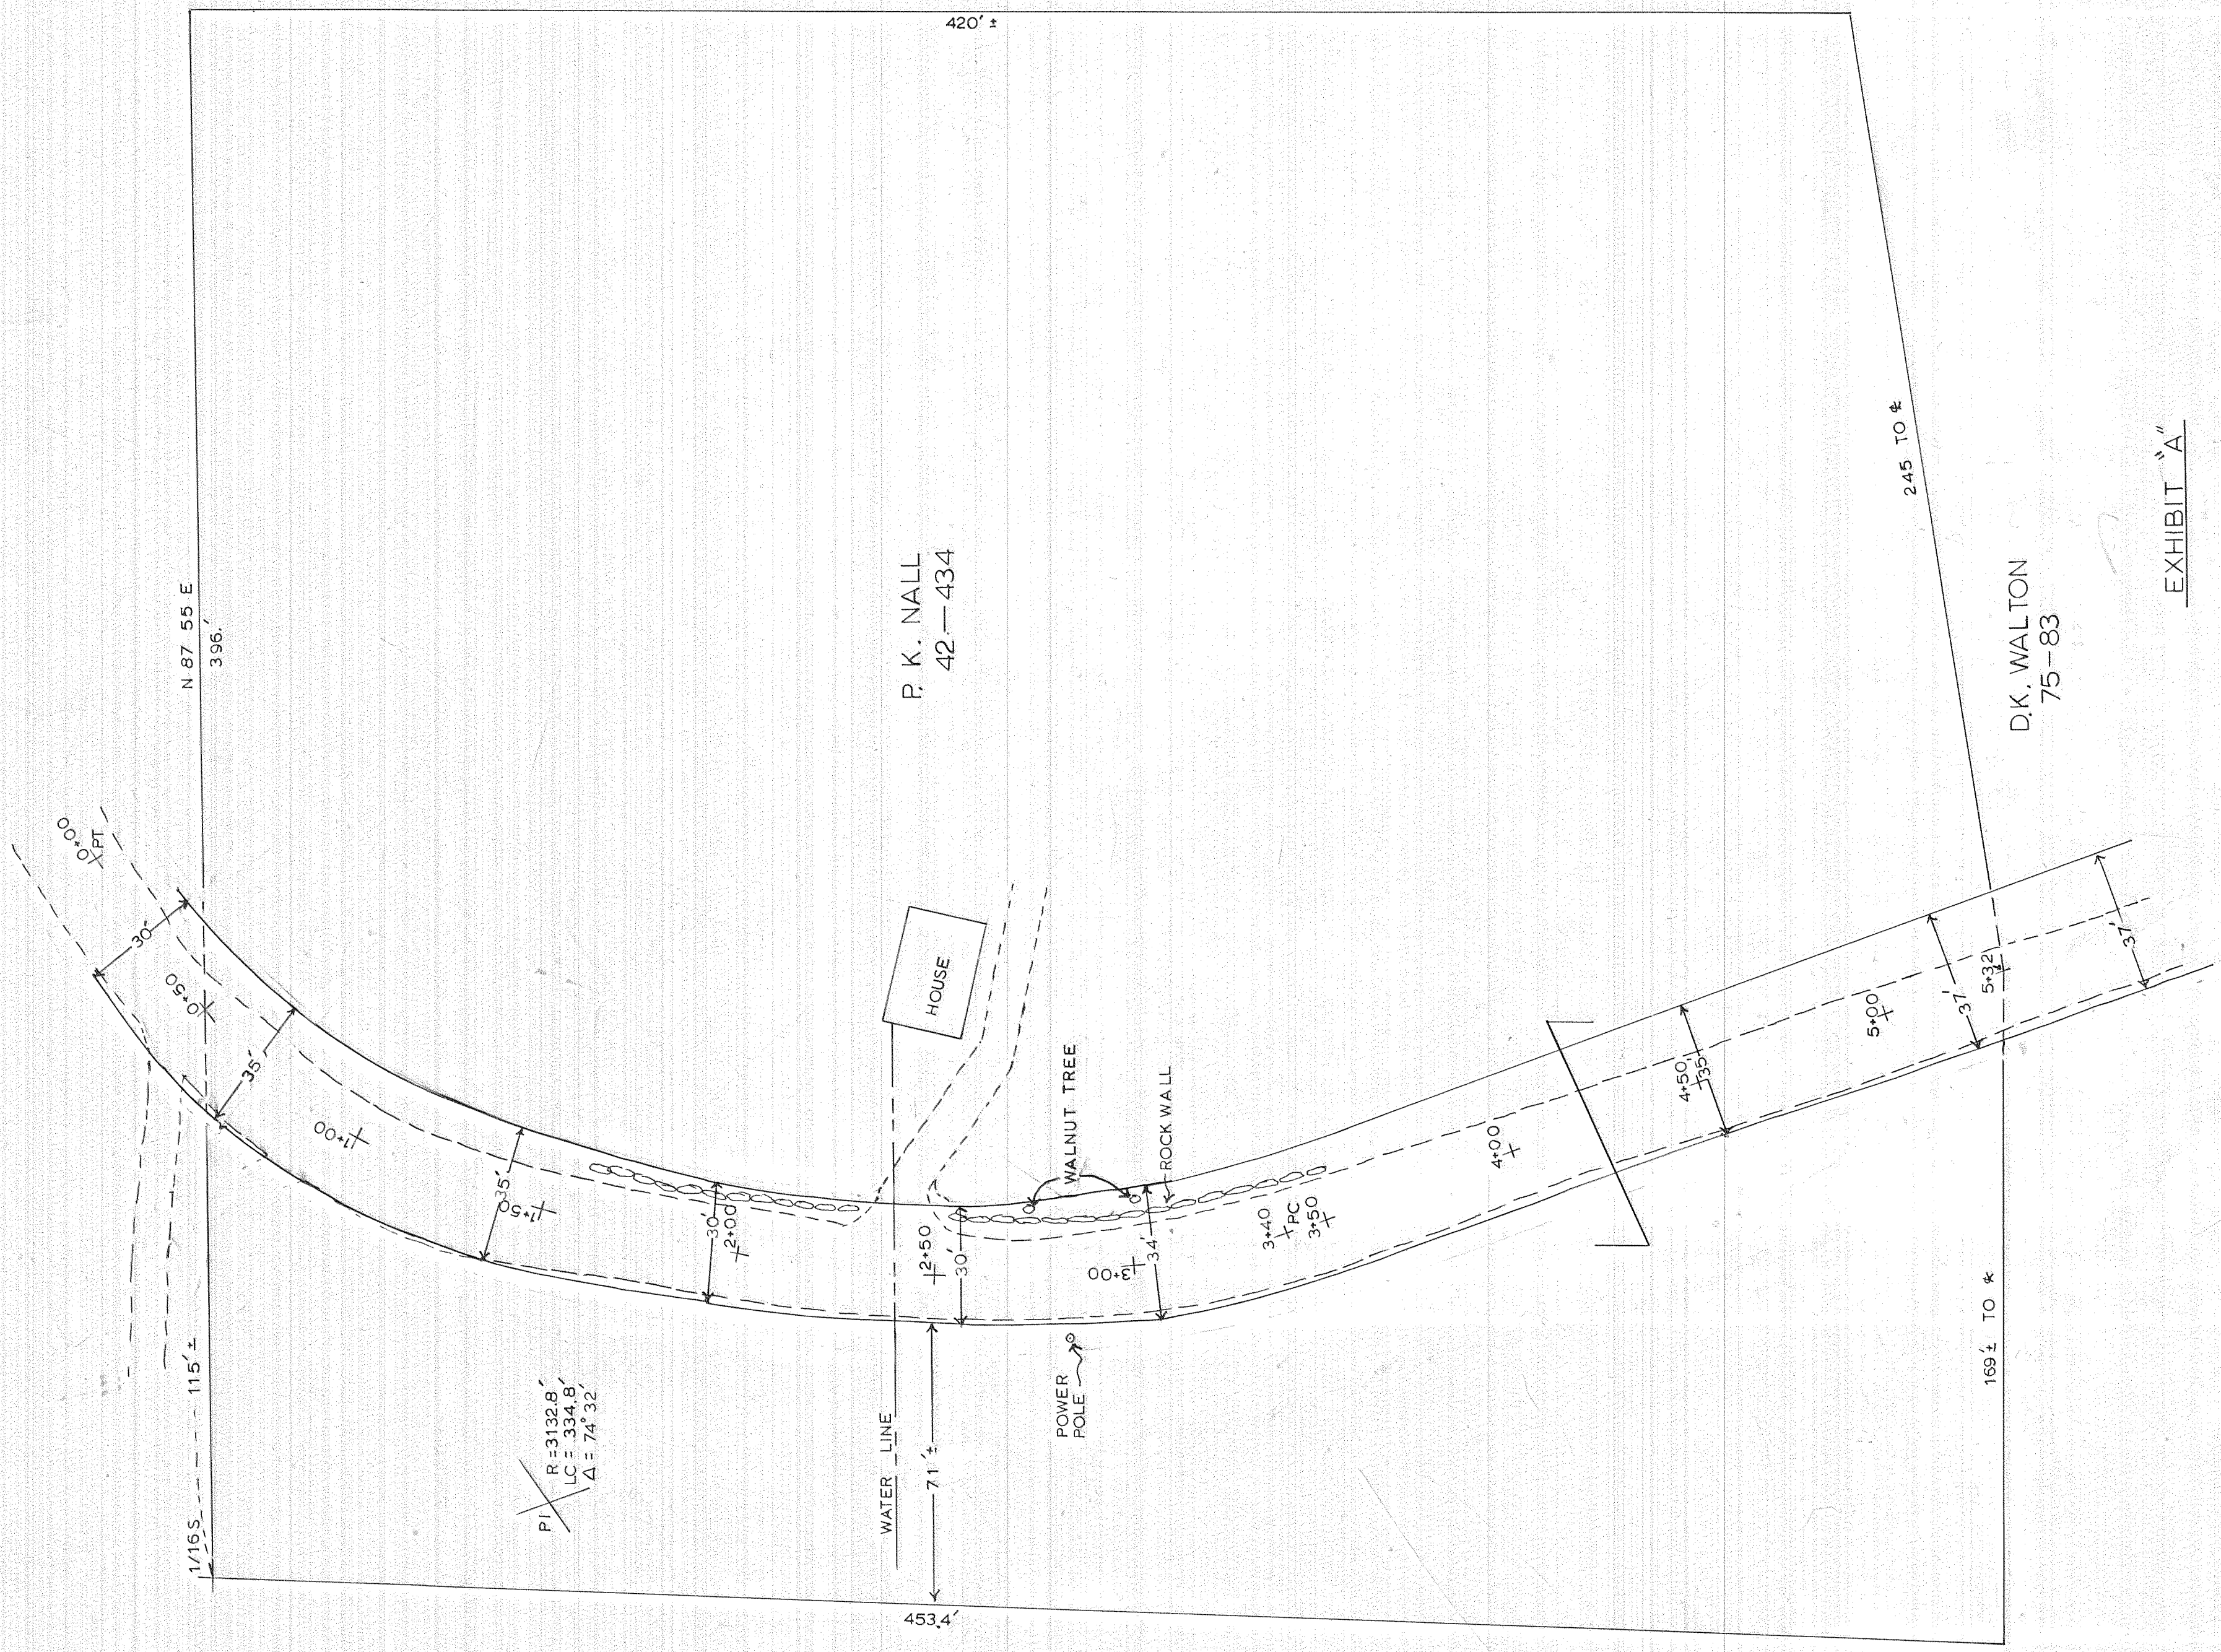 420' ±
N 87 55 E
396.'
0+00
PT
30'
0+50
35'
1+00
35'
1+50
30'
2+00
2+50
30'
3+00
34'
3+40
PC
3+50
4+00
4+50
35'
5+00
37'
5+32
37'
P. K. NALL
42-434
HOUSE
WALNUT TREE
ROCK WALL
POWER
POLE
WATER LINE
71'±
1/16 S
115'±
PI
R = 3132.8'
LC = 334.8'
Δ = 74° 32'
453.4'
169'± TO ℄
245 TO ℄
D.K. WALTON
75-83
EXHIBIT "A"